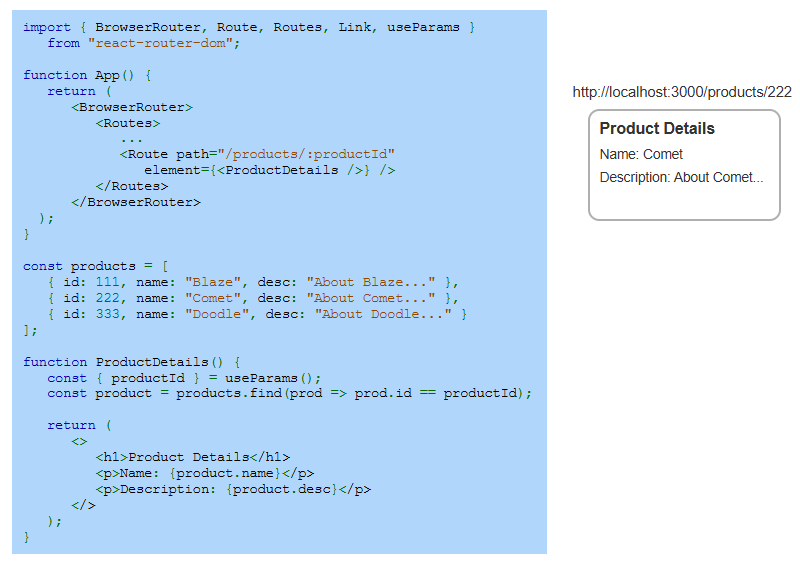 import { BrowserRouter, Route, Routes, Link, useParams }
   from "react-router-dom";

function App() {
   return (
      <BrowserRouter>
         <Routes>
            ...
            <Route path="/products/:productId"
               element={<ProductDetails />} />
         </Routes>
      </BrowserRouter>
  );
}

const products = [
   { id: 111, name: "Blaze", desc: "About Blaze..." },
   { id: 222, name: "Comet", desc: "About Comet..." },
   { id: 333, name: "Doodle", desc: "About Doodle..." }
];

function ProductDetails() {
   const { productId } = useParams();
   const product = products.find(prod => prod.id == productId);

   return (
      <>
         <h1>Product Details</h1>
         <p>Name: {product.name}</p>
         <p>Description: {product.desc}</p>
      </>
   );
}
http://localhost:3000/products/222
Product Details
Name: Comet
Description: About Comet...